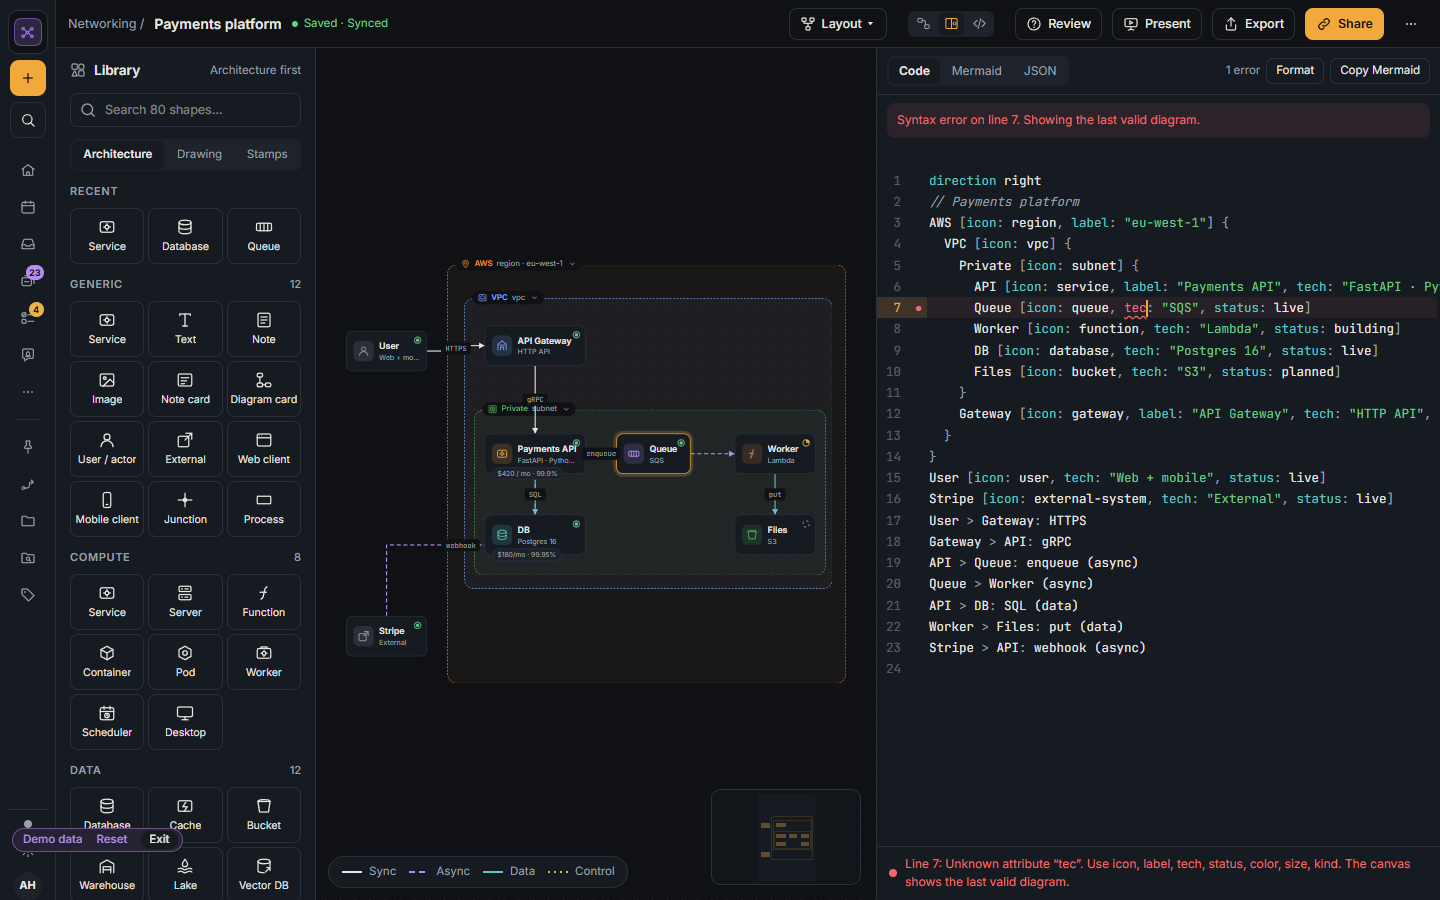 Networking / Payments platform Saved · Synced
Layout
Review
Present
Export
Share
Library
Architecture first
Search 80 shapes...
Architecture Drawing Stamps
RECENT
Service Database Queue
GENERIC 12
Service Text Note
Image Note card Diagram card
User / actor External Web client
Mobile client Junction Process
COMPUTE 8
Service Server Function
Container Pod Worker
Scheduler Desktop
DATA 12
Database Cache Bucket
Warehouse Lake Vector DB
23
4
Demo data Reset Exit
AH
AWS region · eu-west-1
VPC vpc
User
Web + mo...
HTTPS
API Gateway
HTTP API
gRPC
Private subnet
Payments API
FastAPI · Pytho...
$420 / mo · 99.9%
enqueue
Queue
SQS
Worker
Lambda
SQL
put
DB
Postgres 16
$180/mo · 99.95%
Files
S3
webhook
Stripe
External
Sync Async Data Control
Code Mermaid JSON
1 error
Format
Copy Mermaid
Syntax error on line 7. Showing the last valid diagram.
1 direction right
2 // Payments platform
3 AWS [icon: region, label: "eu-west-1"] {
4 VPC [icon: vpc] {
5 Private [icon: subnet] {
6 API [icon: service, label: "Payments API", tech: "FastAPI · Py
7 Queue [icon: queue, tec: "SQS", status: live]
8 Worker [icon: function, tech: "Lambda", status: building]
9 DB [icon: database, tech: "Postgres 16", status: live]
10 Files [icon: bucket, tech: "S3", status: planned]
11 }
12 Gateway [icon: gateway, label: "API Gateway", tech: "HTTP API",
13 }
14 }
15 User [icon: user, tech: "Web + mobile", status: live]
16 Stripe [icon: external-system, tech: "External", status: live]
17 User > Gateway: HTTPS
18 Gateway > API: gRPC
19 API > Queue: enqueue (async)
20 Queue > Worker (async)
21 API > DB: SQL (data)
22 Worker > Files: put (data)
23 Stripe > API: webhook (async)
24
Line 7: Unknown attribute “tec”. Use icon, label, tech, status, color, size, kind. The canvas
shows the last valid diagram.